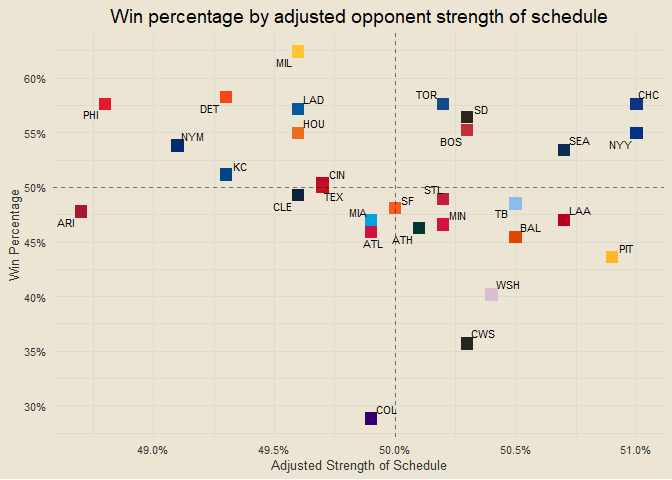 Win percentage by adjusted opponent strength of schedule
MIL
60%
TOR
CHC
DET
LAD
PHI
SD
HOU
55%
NYM
BOS
SEA
NYY
KC
CIN
50%
STL
TEX
SF
CLE
MIA
MIN
TB
LAA
ARI
BAL
45%
ATL
ATH
PIT
WSH
40%
CWS
35%
COL
30%
Win Percentage
49.0%
49.5%
50.0%
50.5%
51.0%
Adjusted Strength of Schedule